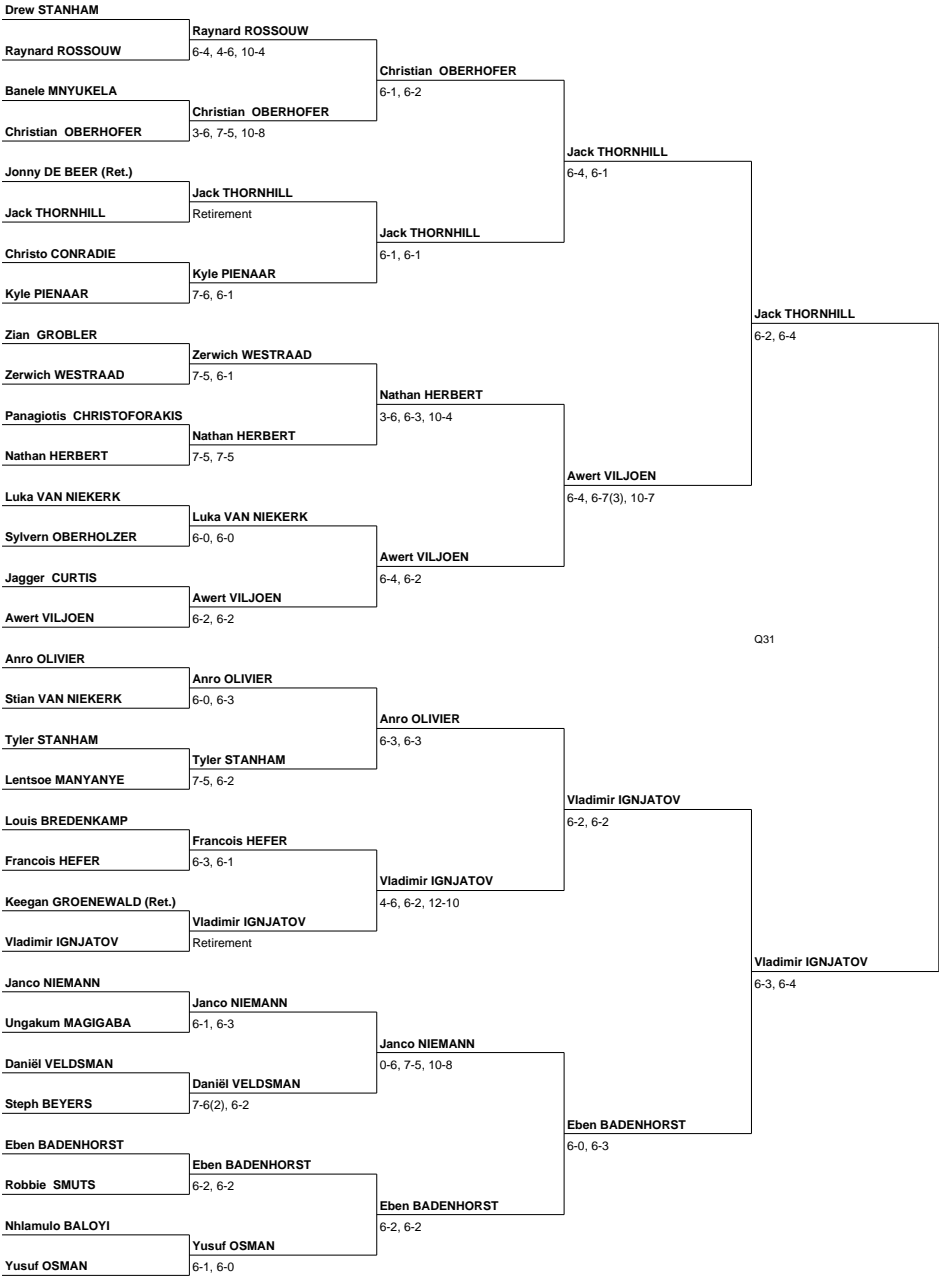 Drew STANHAM
Raynard ROSSOUW
Raynard ROSSOUW
6-4, 4-6, 10-4
Christian OBERHOFER
Banele MNYUKELA
6-1, 6-2
Christian OBERHOFER
Christian OBERHOFER
3-6, 7-5, 10-8
Jack THORNHILL
Jonny DE BEER (Ret.)
6-4, 6-1
Jack THORNHILL
Jack THORNHILL
Retirement
Jack THORNHILL
Christo CONRADIE
6-1, 6-1
Kyle PIENAAR
Kyle PIENAAR
7-6, 6-1
Jack THORNHILL
Zian GROBLER
6-2, 6-4
Zerwich WESTRAAD
Zerwich WESTRAAD
7-5, 6-1
Nathan HERBERT
Panagiotis CHRISTOFORAKIS
3-6, 6-3, 10-4
Nathan HERBERT
Nathan HERBERT
7-5, 7-5
Awert VILJOEN
Luka VAN NIEKERK
6-4, 6-7(3), 10-7
Luka VAN NIEKERK
Sylvern OBERHOLZER
6-0, 6-0
Awert VILJOEN
Jagger CURTIS
6-4, 6-2
Awert VILJOEN
Awert VILJOEN
6-2, 6-2
Q31
Anro OLIVIER
Anro OLIVIER
Stian VAN NIEKERK
6-0, 6-3
Anro OLIVIER
Tyler STANHAM
6-3, 6-3
Tyler STANHAM
Lentsoe MANYANYE
7-5, 6-2
Vladimir IGNJATOV
Louis BREDENKAMP
6-2, 6-2
Francois HEFER
Francois HEFER
6-3, 6-1
Vladimir IGNJATOV
Keegan GROENEWALD (Ret.)
4-6, 6-2, 12-10
Vladimir IGNJATOV
Vladimir IGNJATOV
Retirement
Vladimir IGNJATOV
Janco NIEMANN
6-3, 6-4
Janco NIEMANN
Ungakum MAGIGABA
6-1, 6-3
Janco NIEMANN
Daniël VELDSMAN
0-6, 7-5, 10-8
Daniël VELDSMAN
Steph BEYERS
7-6(2), 6-2
Eben BADENHORST
Eben BADENHORST
6-0, 6-3
Eben BADENHORST
Robbie SMUTS
6-2, 6-2
Eben BADENHORST
Nhlamulo BALOYI
6-2, 6-2
Yusuf OSMAN
Yusuf OSMAN
6-1, 6-0